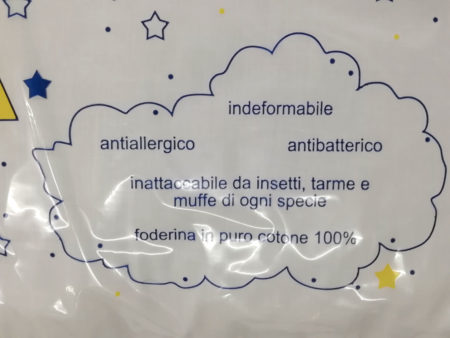 indeformabile
antiallergico antibatterico
inattaccabile da insetti, tarme e
muffe di ogni specie
foderina in puro cotone 100%